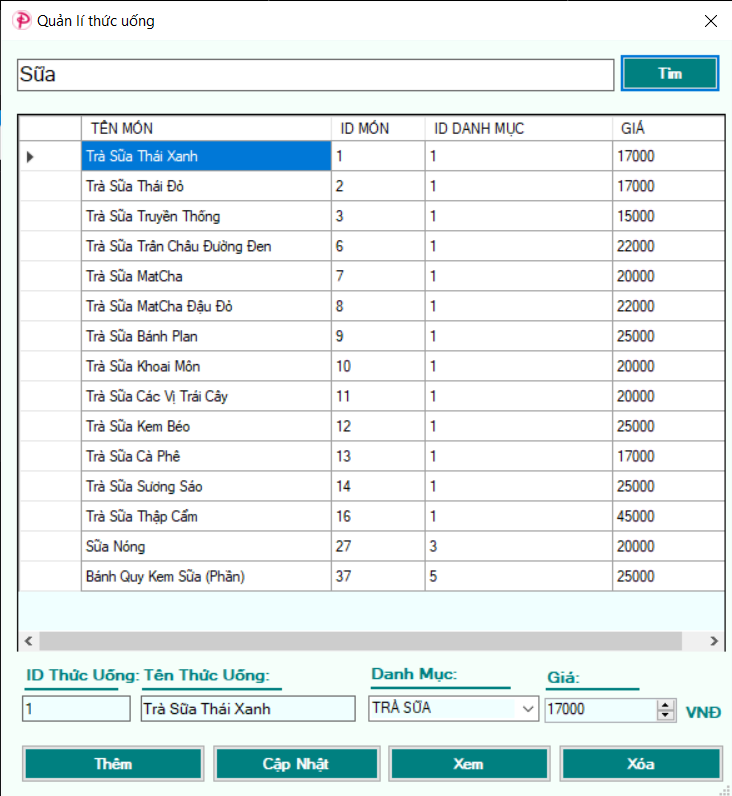 Quản lí thức uống
Sữa Tìm
TÊN MÓN ID MÓN ID DANH MỤC GIÁ
Trà Sữa Thái Xanh 1 1 17000
Trà Sữa Thái Đỏ 2 1 17000
Trà Sữa Truyền Thống 3 1 15000
Trà Sữa Trân Châu Đường Đen 6 1 22000
Trà Sữa MatCha 7 1 20000
Trà Sữa MatCha Đậu Đỏ 8 1 22000
Trà Sữa Bánh Plan 9 1 25000
Trà Sữa Khoai Môn 10 1 20000
Trà Sữa Các Vị Trái Cây 11 1 20000
Trà Sữa Kem Béo 12 1 25000
Trà Sữa Cà Phê 13 1 17000
Trà Sữa Sương Sáo 14 1 25000
Trà Sữa Thập Cẩm 16 1 45000
Sữa Nóng 27 3 20000
Bánh Quy Kem Sữa (Phần) 37 5 25000
ID Thức Uống: Tên Thức Uống: Danh Mục: Giá:
1 Trà Sữa Thái Xanh TRÀ SỮA 17000 VNĐ
Thêm Cập Nhật Xem Xóa